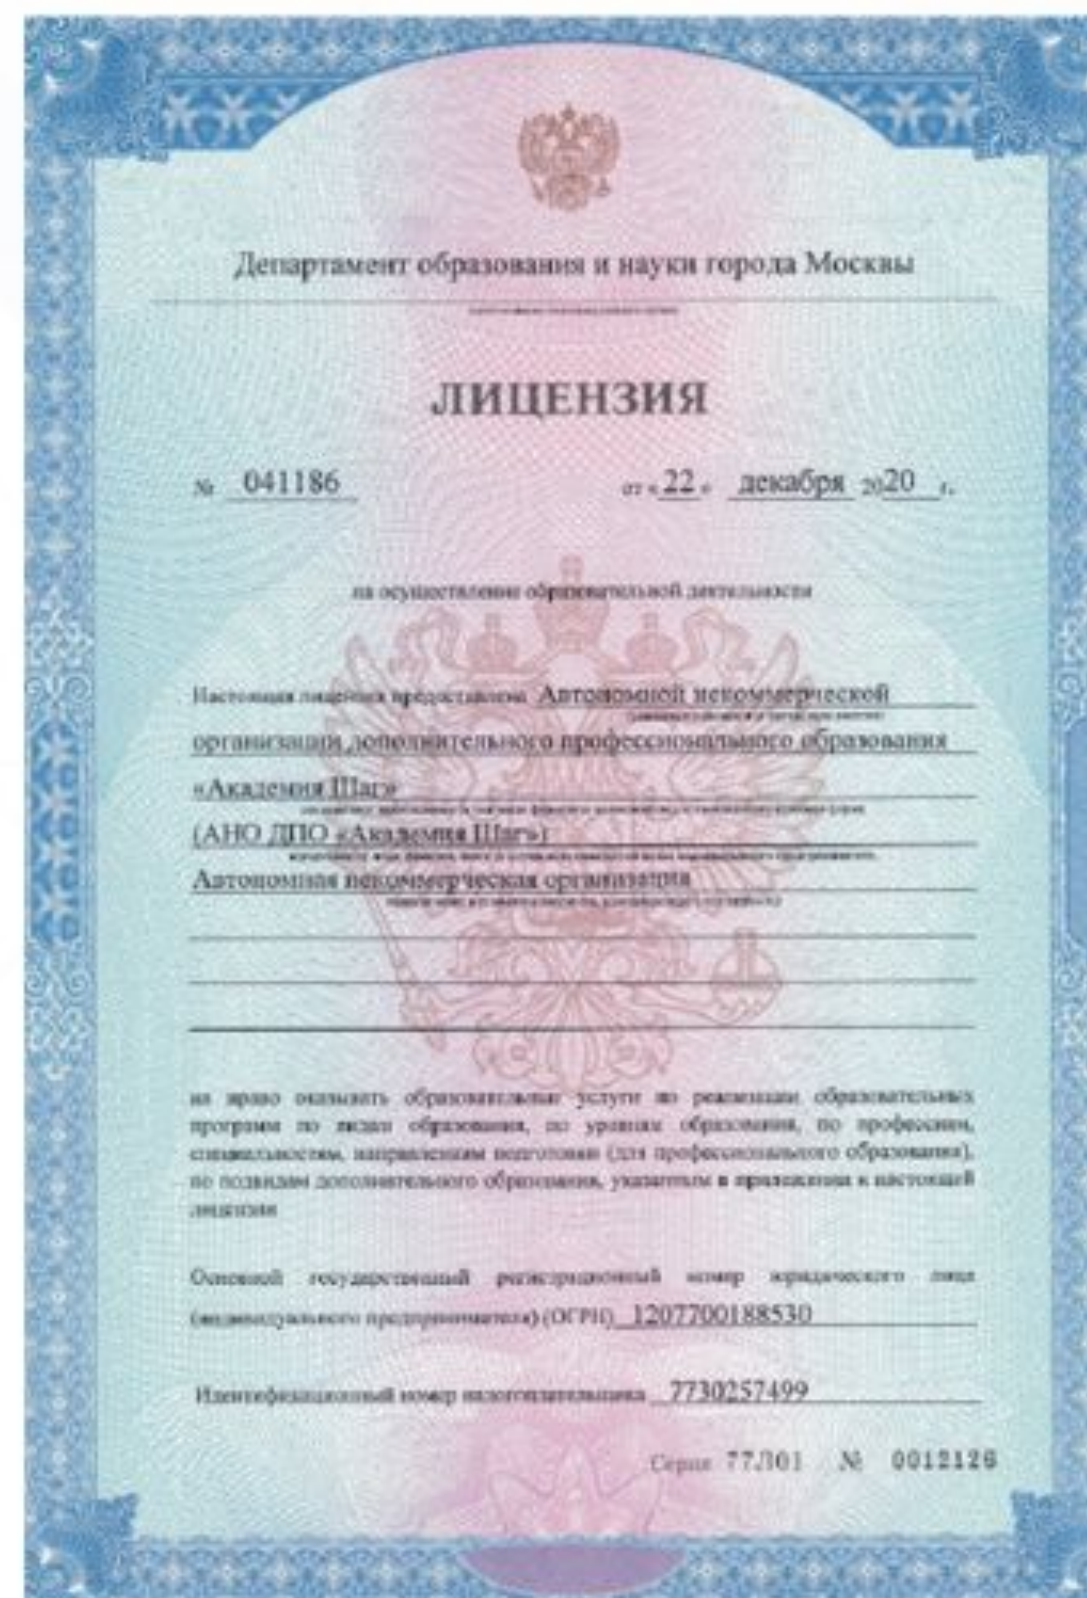 Департамент образования и науки города Москвы
ЛИЦЕНЗИЯ
№ 041186 от «22» декабря 2020 г.
на осуществление образовательной деятельности
Настоящая лицензия предоставлена Автономной некоммерческой
организации дополнительного профессионального образования
«Академия Шаг»
(АНО ДПО «Академия Шаг»)
Автономная некоммерческая организация
на право оказывать образовательные услуги по реализации образовательных
программ по видам образования, по уровням образования, по профессиям,
специальностям, направлениям подготовки (для профессионального образования),
по подвидам дополнительного образования, указанным в приложении к настоящей
лицензии
Основной государственный регистрационный номер юридического лица
(индивидуального предпринимателя) (ОГРН) 1207700188530
Идентификационный номер налогоплательщика 7730257499
Серия 77Л01 № 0012126